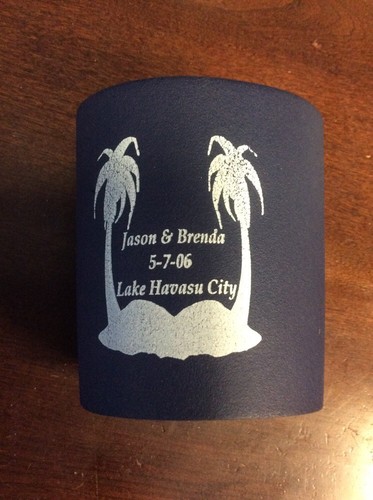 Jason & Brenda
5-7-06
Lake Havasu City